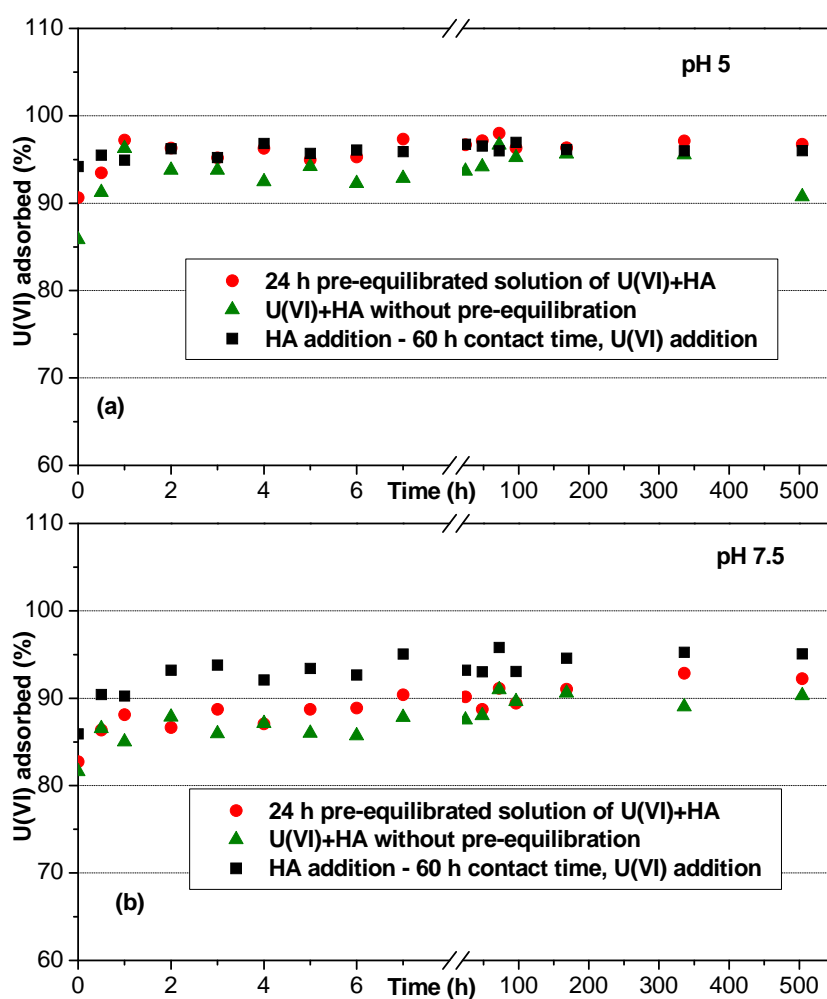 110
pH 5
100
90
80
70
60
U(VI) adsorbed (%)
24 h pre-equilibrated solution of U(VI)+HA
U(VI)+HA without pre-equilibration
HA addition - 60 h contact time, U(VI) addition
(a)
0 2 4 6 100 200 300 400 500
Time (h)
110
pH 7.5
100
90
80
70
60
U(VI) adsorbed (%)
24 h pre-equilibrated solution of U(VI)+HA
U(VI)+HA without pre-equilibration
HA addition - 60 h contact time, U(VI) addition
(b)
0 2 4 6 100 200 300 400 500
Time (h)